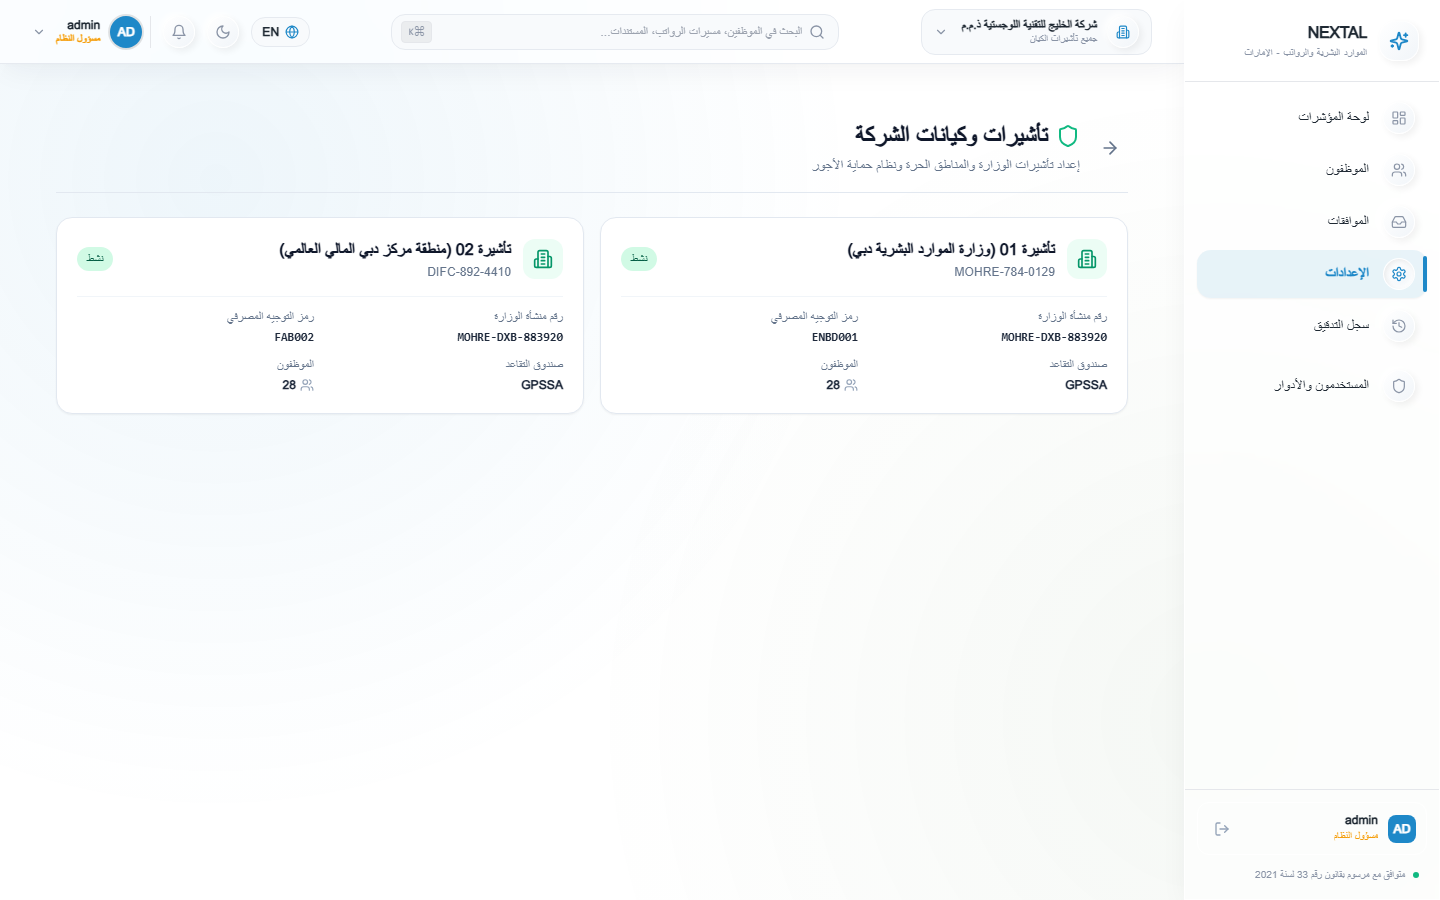 NEXTAL
الموارد البشرية والرواتب - الإمارات
شركة الخليج للتقنية اللوجستية ذ.م.م
جميع تأشيرات الكيان
البحث في الموظفين، مسيرات الرواتب، المستندات...
⌘K
EN
AD
admin
مسؤول النظام
لوحة المؤشرات
الموظفون
الموافقات
الإعدادات
سجل التدقيق
المستخدمون والأدوار
تأشيرات وكيانات الشركة
إعداد تأشيرات الوزارة والمناطق الحرة ونظام حماية الأجور
تأشيرة 01 (وزارة الموارد البشرية دبي)
نشط
MOHRE-784-0129
رقم منشأة الوزارة
رمز التوجيه المصرفي
MOHRE-DXB-883920
ENBD001
صندوق التقاعد
الموظفون
GPSSA
28
تأشيرة 02 (منطقة مركز دبي المالي العالمي)
نشط
DIFC-892-4410
رقم منشأة الوزارة
رمز التوجيه المصرفي
MOHRE-DXB-883920
FAB002
صندوق التقاعد
الموظفون
GPSSA
28
AD
admin
مسؤول النظام
متوافق مع مرسوم بقانون رقم 33 لسنة 2021